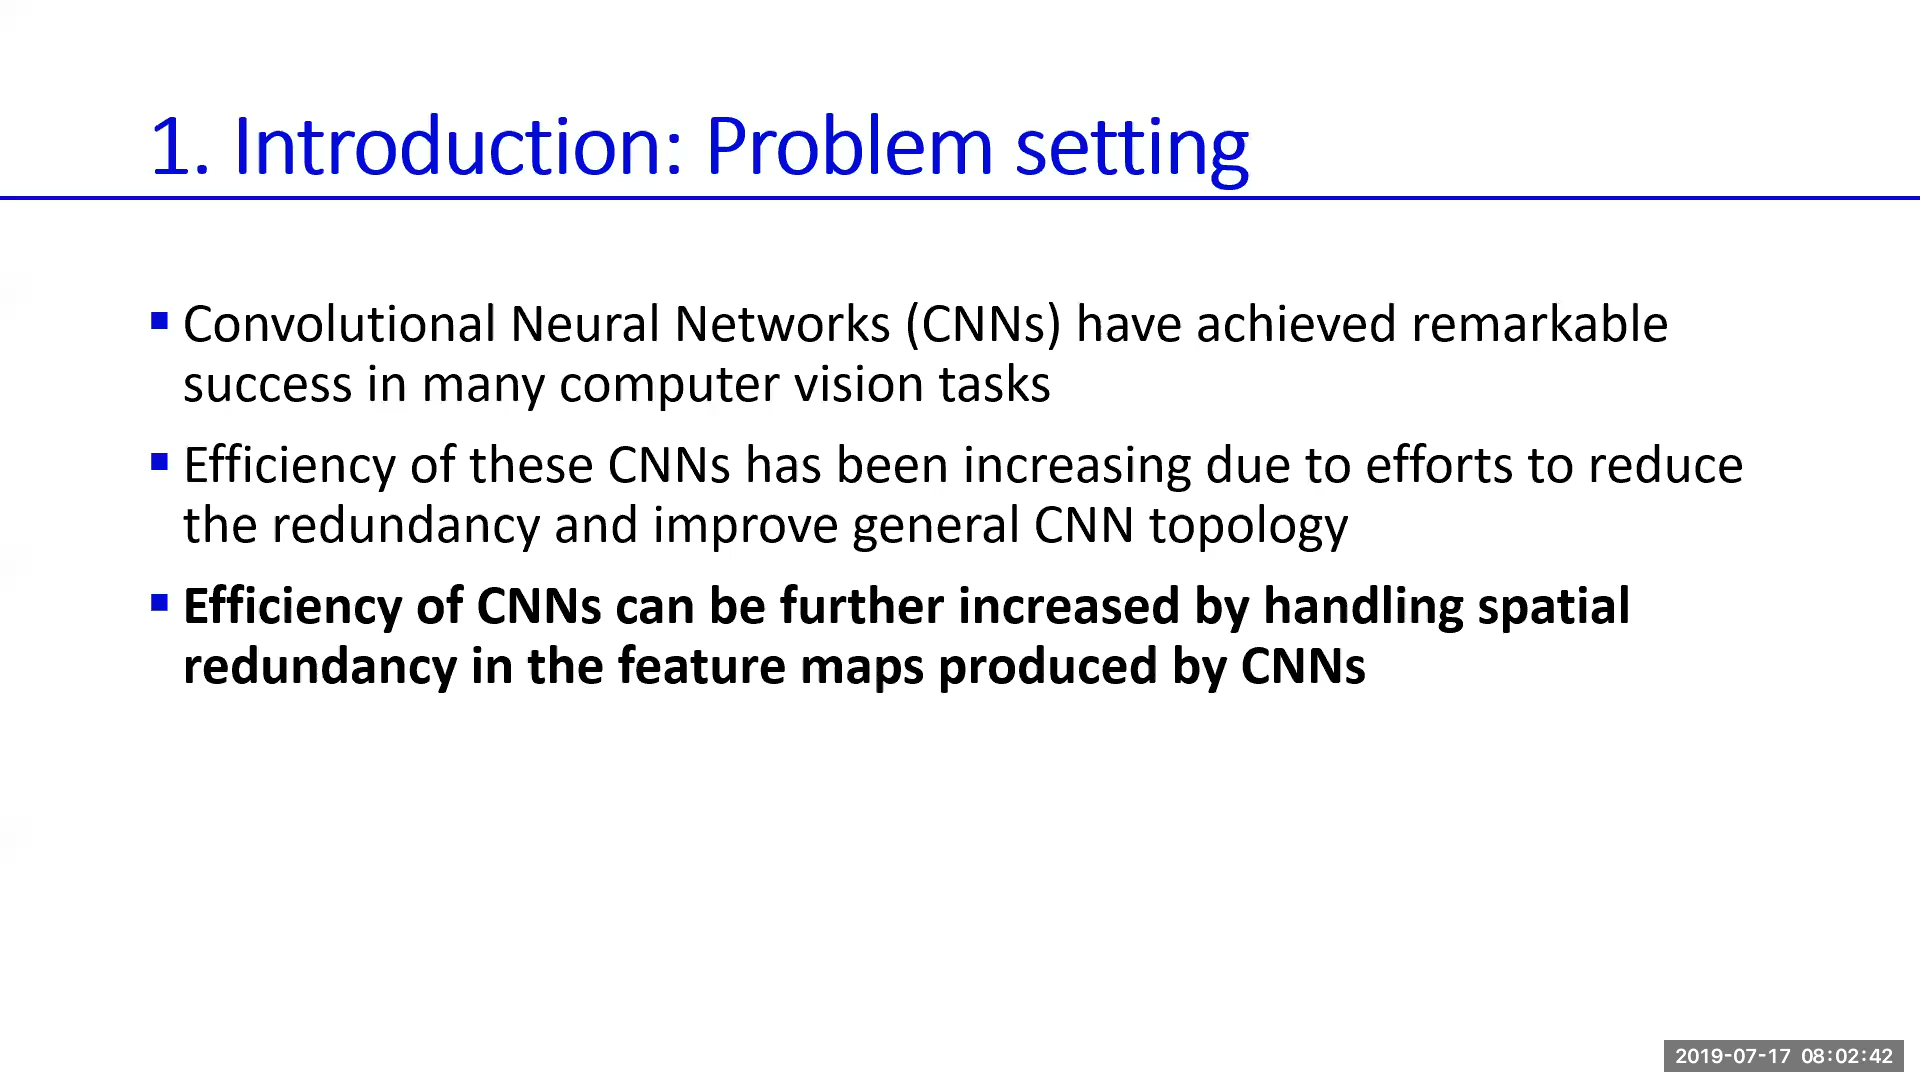 1. Introduction: Problem setting
▪ Convolutional Neural Networks (CNNs) have achieved remarkable
success in many computer vision tasks
▪ Efficiency of these CNNs has been increasing due to efforts to reduce
the redundancy and improve general CNN topology
▪ Efficiency of CNNs can be further increased by handling spatial
redundancy in the feature maps produced by CNNs
2019-07-17 08:02:42